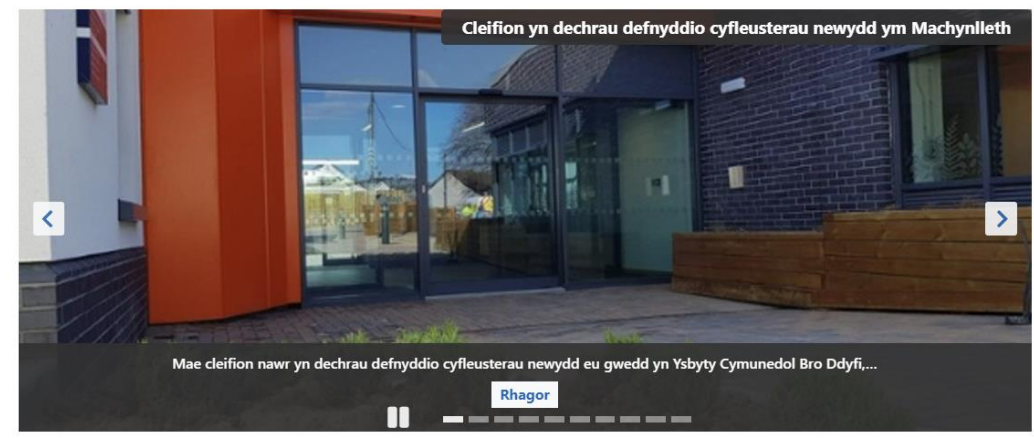 Cleifion yn dechrau defnyddio cyfleusterau newydd ym Machynlleth
Mae cleifion nawr yn dechrau defnyddio cyfleusterau newydd eu gwedd yn Ysbyty Cymunedol Bro Ddyfi,...
Rhagor